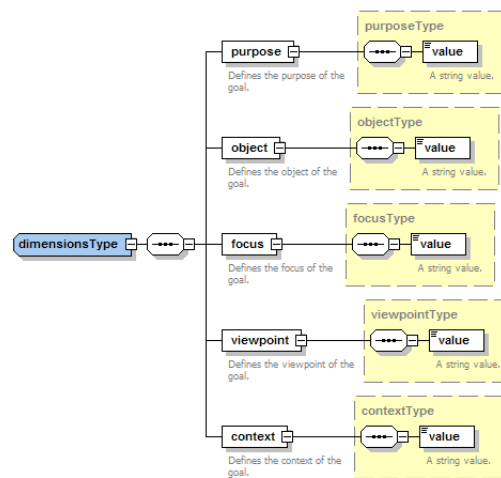 purposeType
purpose
value
Defines the purpose of the
goal.
A string value.
objectType
object
value
Defines the object of the
goal.
A string value.
focusType
dimensionsType
focus
value
Defines the focus of the
goal.
A string value.
viewpointType
viewpoint
value
Defines the viewpoint of the
goal.
A string value.
contextType
context
value
Defines the context of the
goal.
A string value.